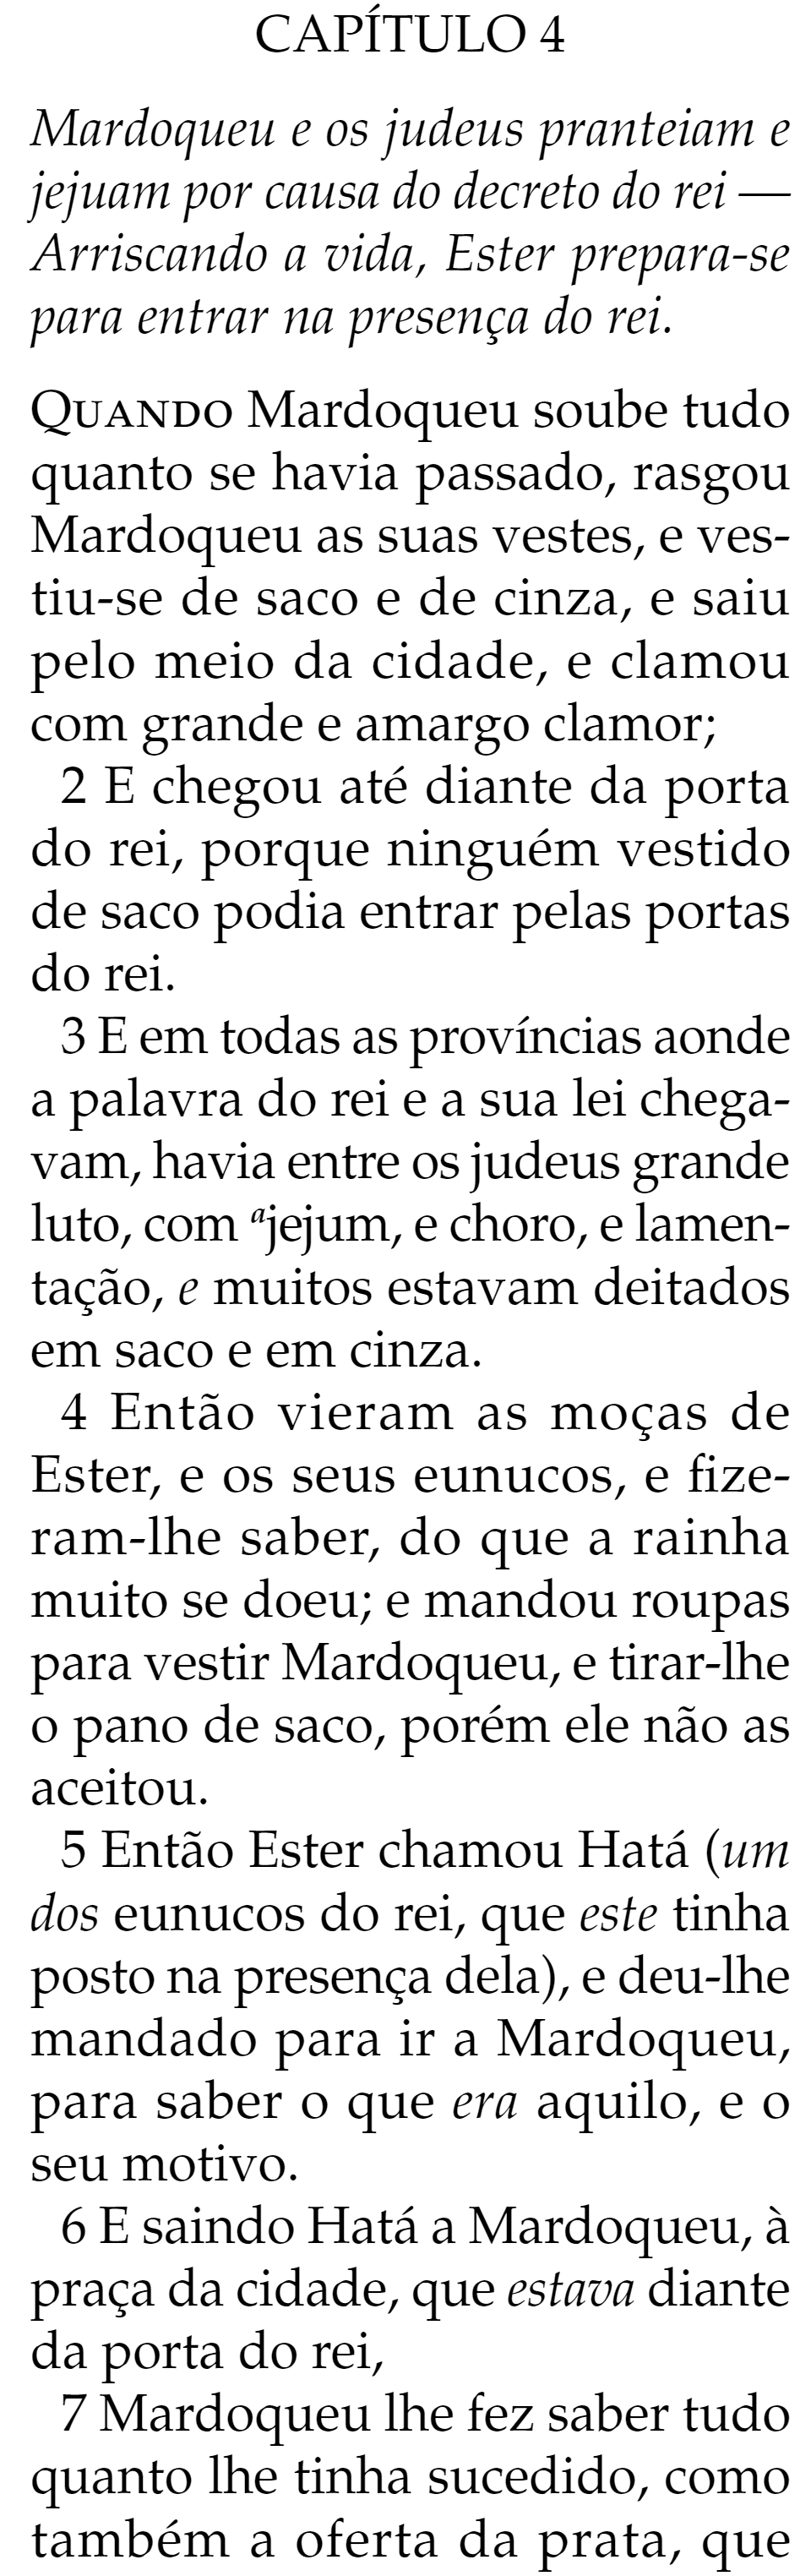 CAPÍTULO 4
Mardoqueu e os judeus pranteiam e
jejuam por causa do decreto do rei —
Arriscando a vida, Ester prepara-se
para entrar na presença do rei.
QUANDO Mardoqueu soube tudo
quanto se havia passado, rasgou
Mardoqueu as suas vestes, e ves-
tiu-se de saco e de cinza, e saiu
pelo meio da cidade, e clamou
com grande e amargo clamor;
2 E chegou até diante da porta
do rei, porque ninguém vestido
de saco podia entrar pelas portas
do rei.
3 E em todas as províncias aonde
a palavra do rei e a sua lei chega-
vam, havia entre os judeus grande
luto, com ajejum, e choro, e lamen-
tação, e muitos estavam deitados
em saco e em cinza.
4 Então vieram as moças de
Ester, e os seus eunucos, e fize-
ram-lhe saber, do que a rainha
muito se doeu; e mandou roupas
para vestir Mardoqueu, e tirar-lhe
o pano de saco, porém ele não as
aceitou.
5 Então Ester chamou Hatá (um
dos eunucos do rei, que este tinha
posto na presença dela), e deu-lhe
mandado para ir a Mardoqueu,
para saber o que era aquilo, e o
seu motivo.
6 E saindo Hatá a Mardoqueu, à
praça da cidade, que estava diante
da porta do rei,
7 Mardoqueu lhe fez saber tudo
quanto lhe tinha sucedido, como
também a oferta da prata, que